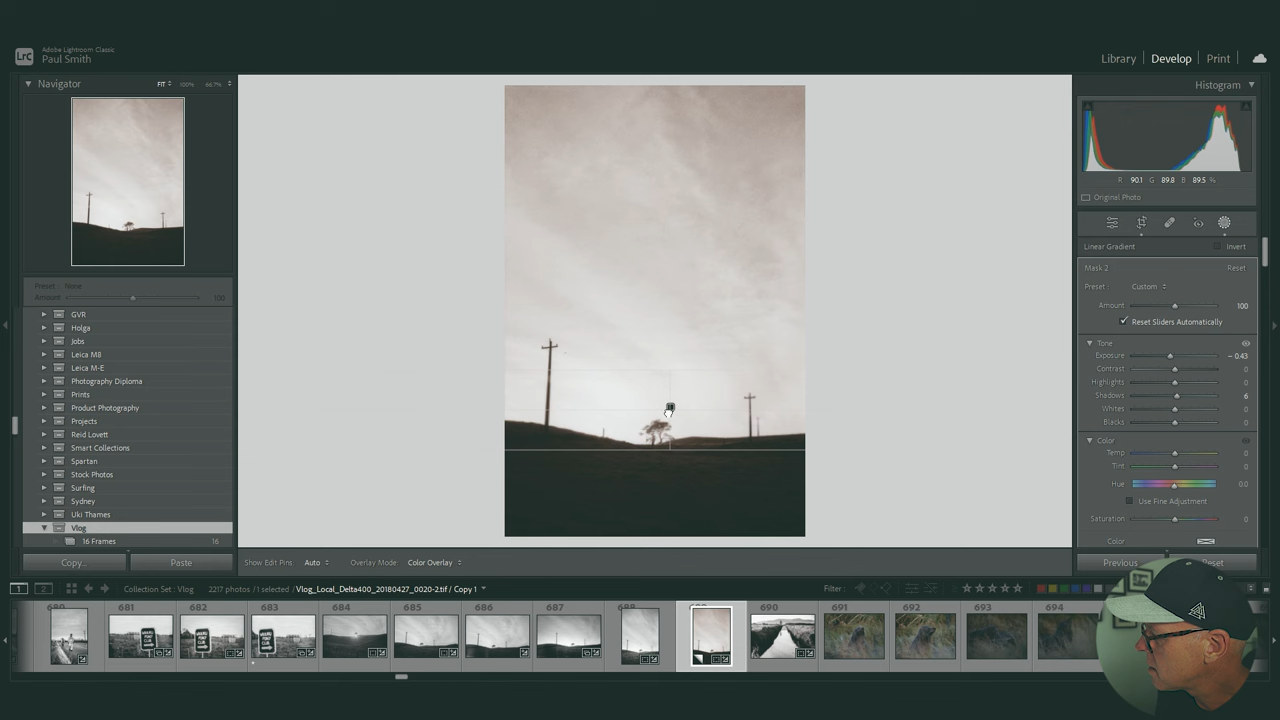 Lrc
Adobe Lightroom Classic
Paul Smith
Library
Develop
Print
Navigator
FIT
100%
66.7%
Histogram
R 90.1 G 89.8 B 89.5 %
Original Photo
Linear Gradient
Invert
Mask 2
Reset
Preset :
Custom
Amount
100
Reset Sliders Automatically
Tone
Exposure
– 0.43
Contrast
0
Highlights
0
Shadows
6
Whites
0
Blacks
0
Color
Temp
0
Tint
0
Hue
0.0
Use Fine Adjustment
Saturation
0
Color
Previous
Reset
Preset : None
Amount
100
GVR
Holga
Jobs
Leica M8
Leica M-E
Photography Diploma
Prints
Product Photography
Projects
Reid Lovett
Smart Collections
Spartan
Stock Photos
Surfing
Sydney
Uki Thames
Vlog
16 Frames
16
Copy...
Paste
Show Edit Pins:
Auto
Overlay Mode:
Color Overlay
1
2
Collection Set : Vlog
2217 photos / 1 selected / Vlog_Local_Delta400_20180427_0020-2.tif / Copy 1
Filter :
680
681
682
683
684
685
686
687
690
691
692
693
694